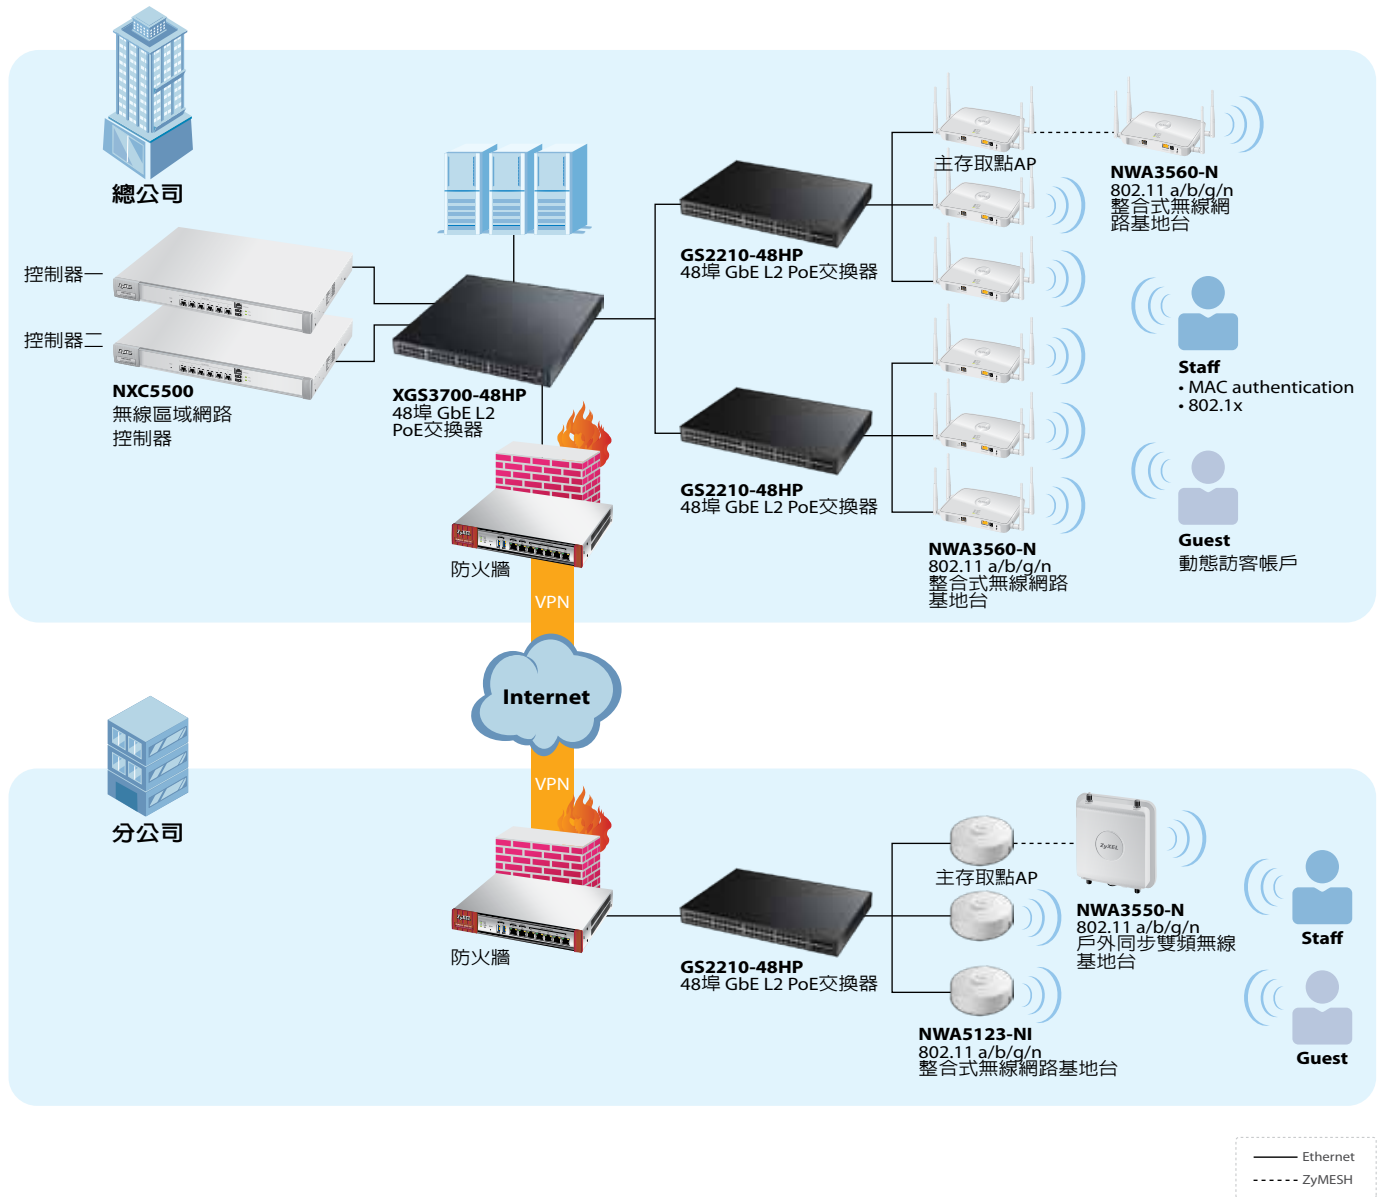 總公司
主存取點AP
NWA3560-N
802.11 a/b/g/n
整合式無線網
路基地台
GS2210-48HP
48埠 GbE L2 PoE交換器
控制器一
控制器二
NXC5500
無線區域網路
控制器
XGS3700-48HP
48埠 GbE L2
PoE交換器
Staff
• MAC authentication
• 802.1x
GS2210-48HP
48埠 GbE L2 PoE交換器
Guest
動態訪客帳戶
NWA3560-N
802.11 a/b/g/n
整合式無線網路
基地台
防火牆
VPN
Internet
VPN
分公司
主存取點AP
ZyXEL
NWA3550-N
802.11 a/b/g/n
戶外同步雙頻無線
基地台
Staff
防火牆
GS2210-48HP
48埠 GbE L2 PoE交換器
NWA5123-NI
802.11 a/b/g/n
整合式無線網路基地台
Guest
Ethernet
ZyMESH